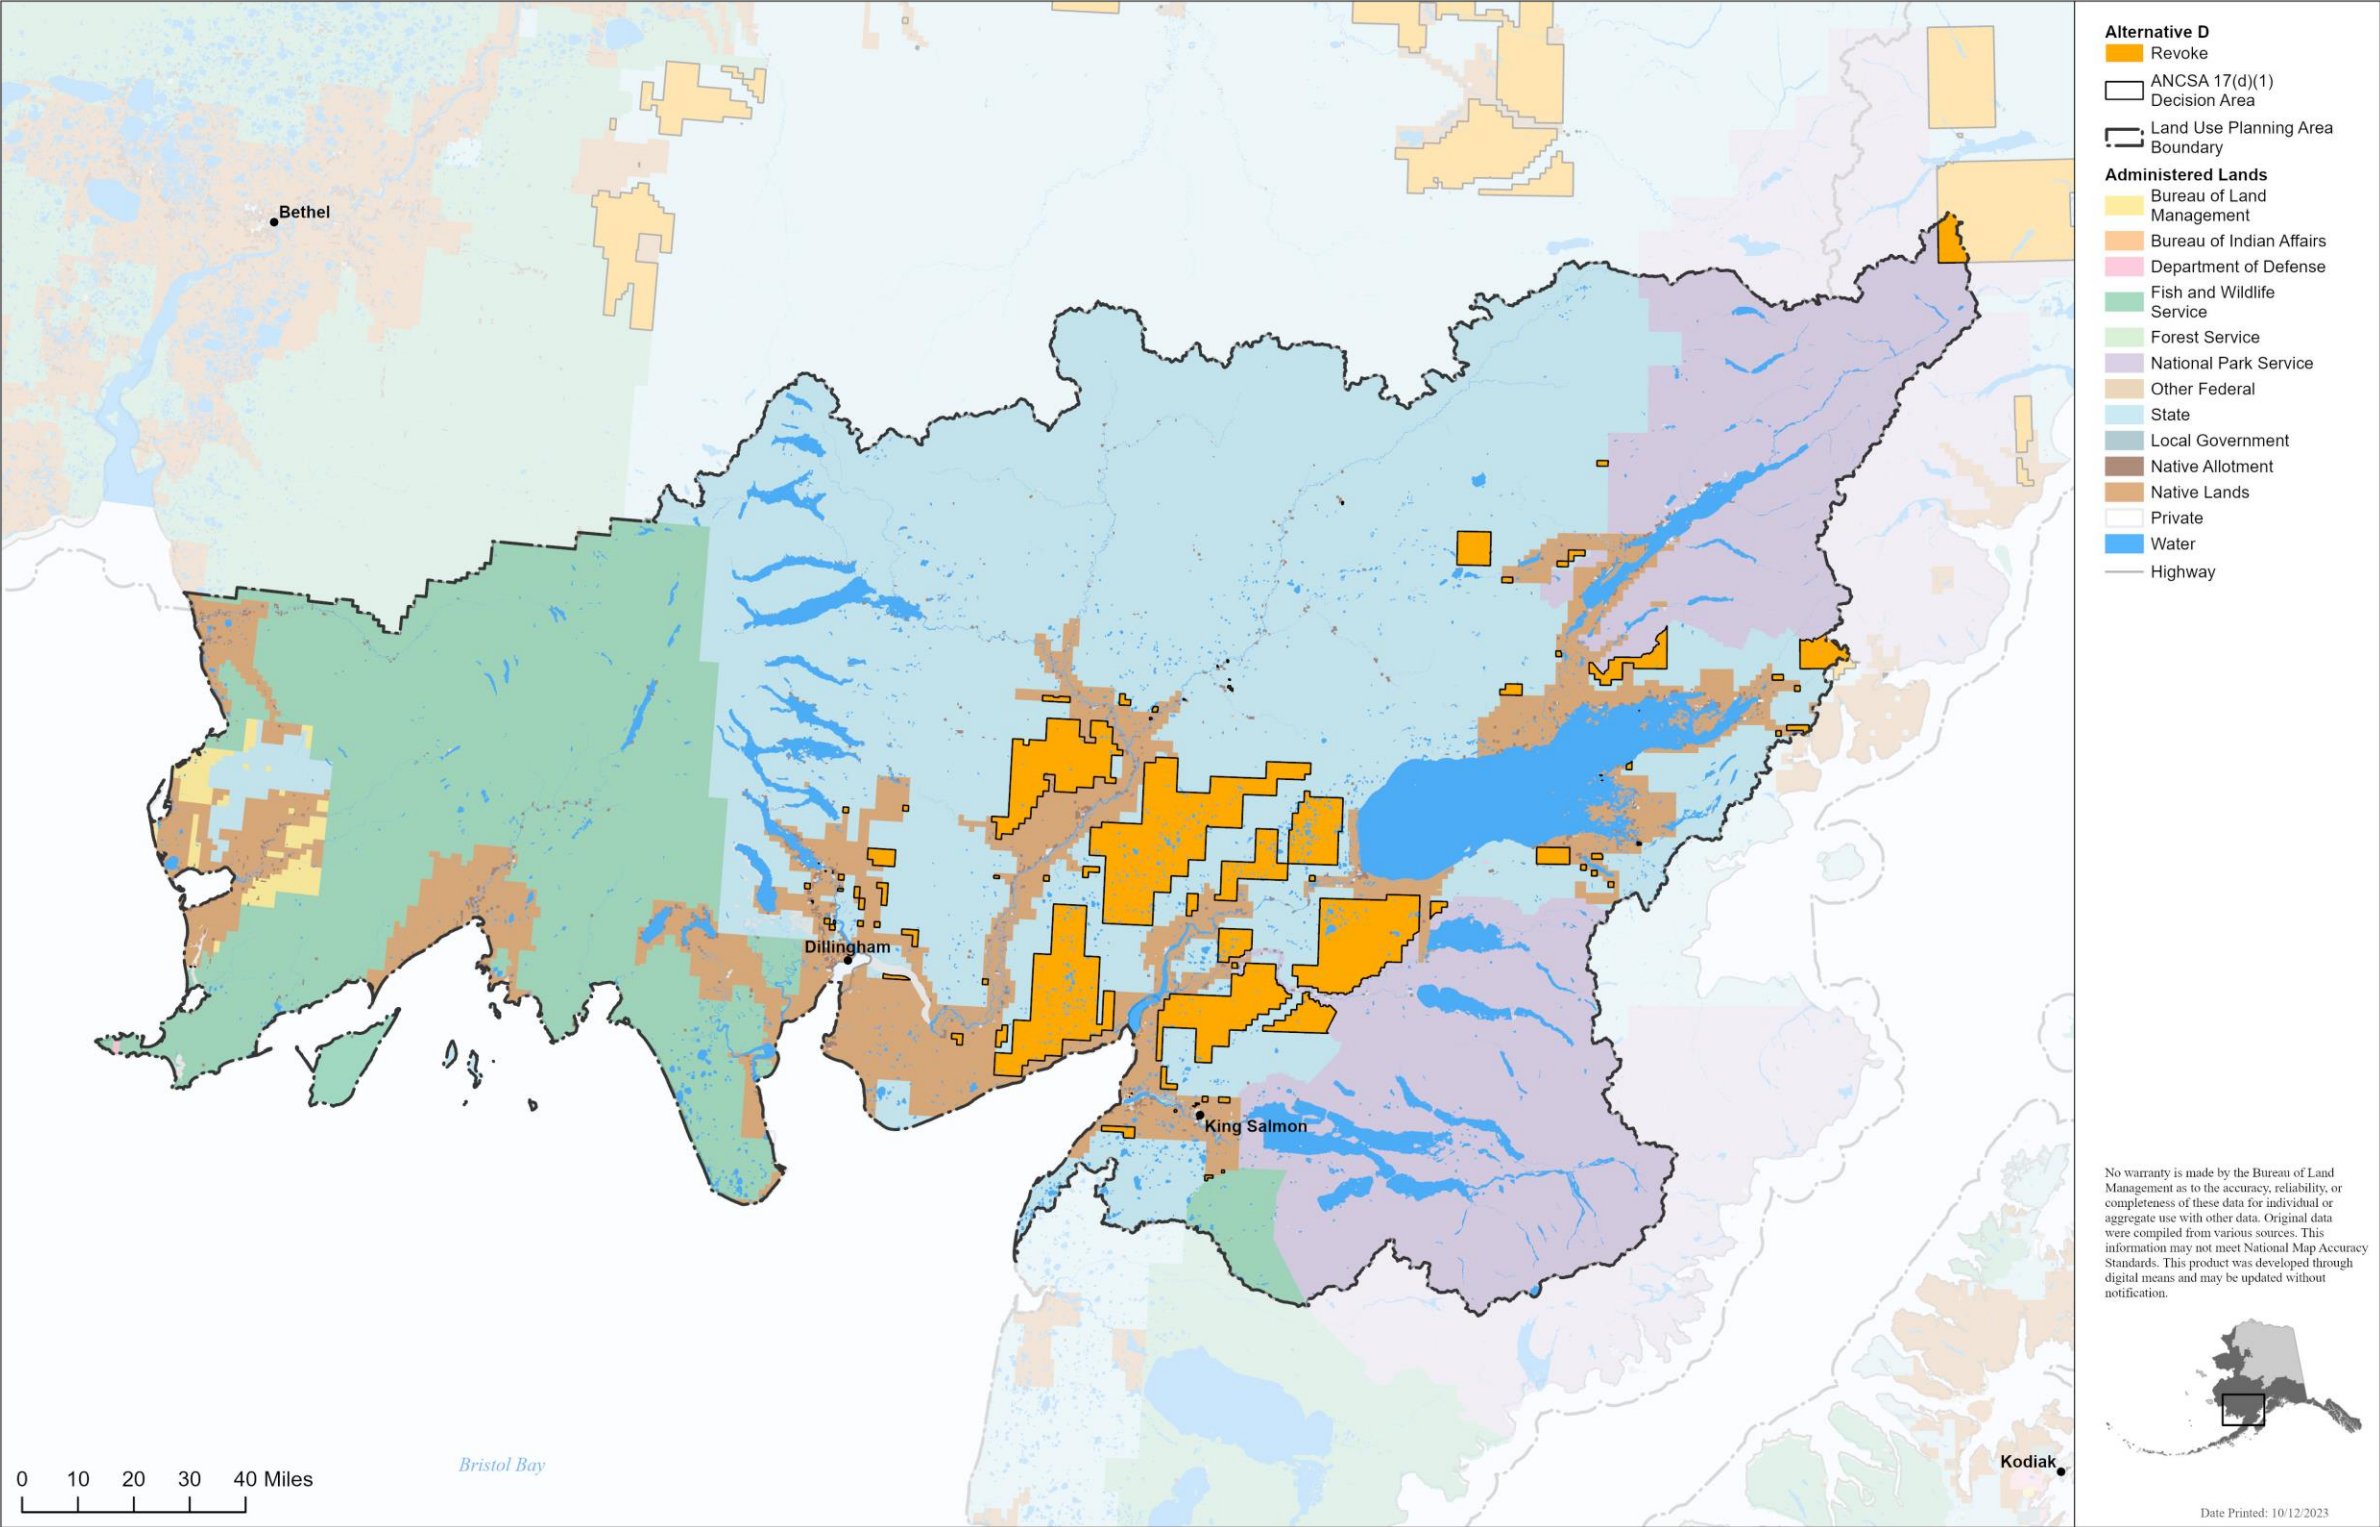 Bethel
Dillingham
King Salmon
Bristol Bay
Kodiak
0 10 20 30 40 Miles
Alternative D
Revoke
ANCSA 17(d)(1)
Decision Area
Land Use Planning Area
Boundary
Administered Lands
Bureau of Land
Management
Bureau of Indian Affairs
Department of Defense
Fish and Wildlife
Service
Forest Service
National Park Service
Other Federal
State
Local Government
Native Allotment
Native Lands
Private
Water
Highway
No warranty is made by the Bureau of Land
Management as to the accuracy, reliability, or
completeness of these data for individual or
aggregate use with other data. Original data
were compiled from various sources. This
information may not meet National Map Accuracy
Standards. This product was developed through
digital means and may be updated without
notification.
Date Printed: 10/12/2023